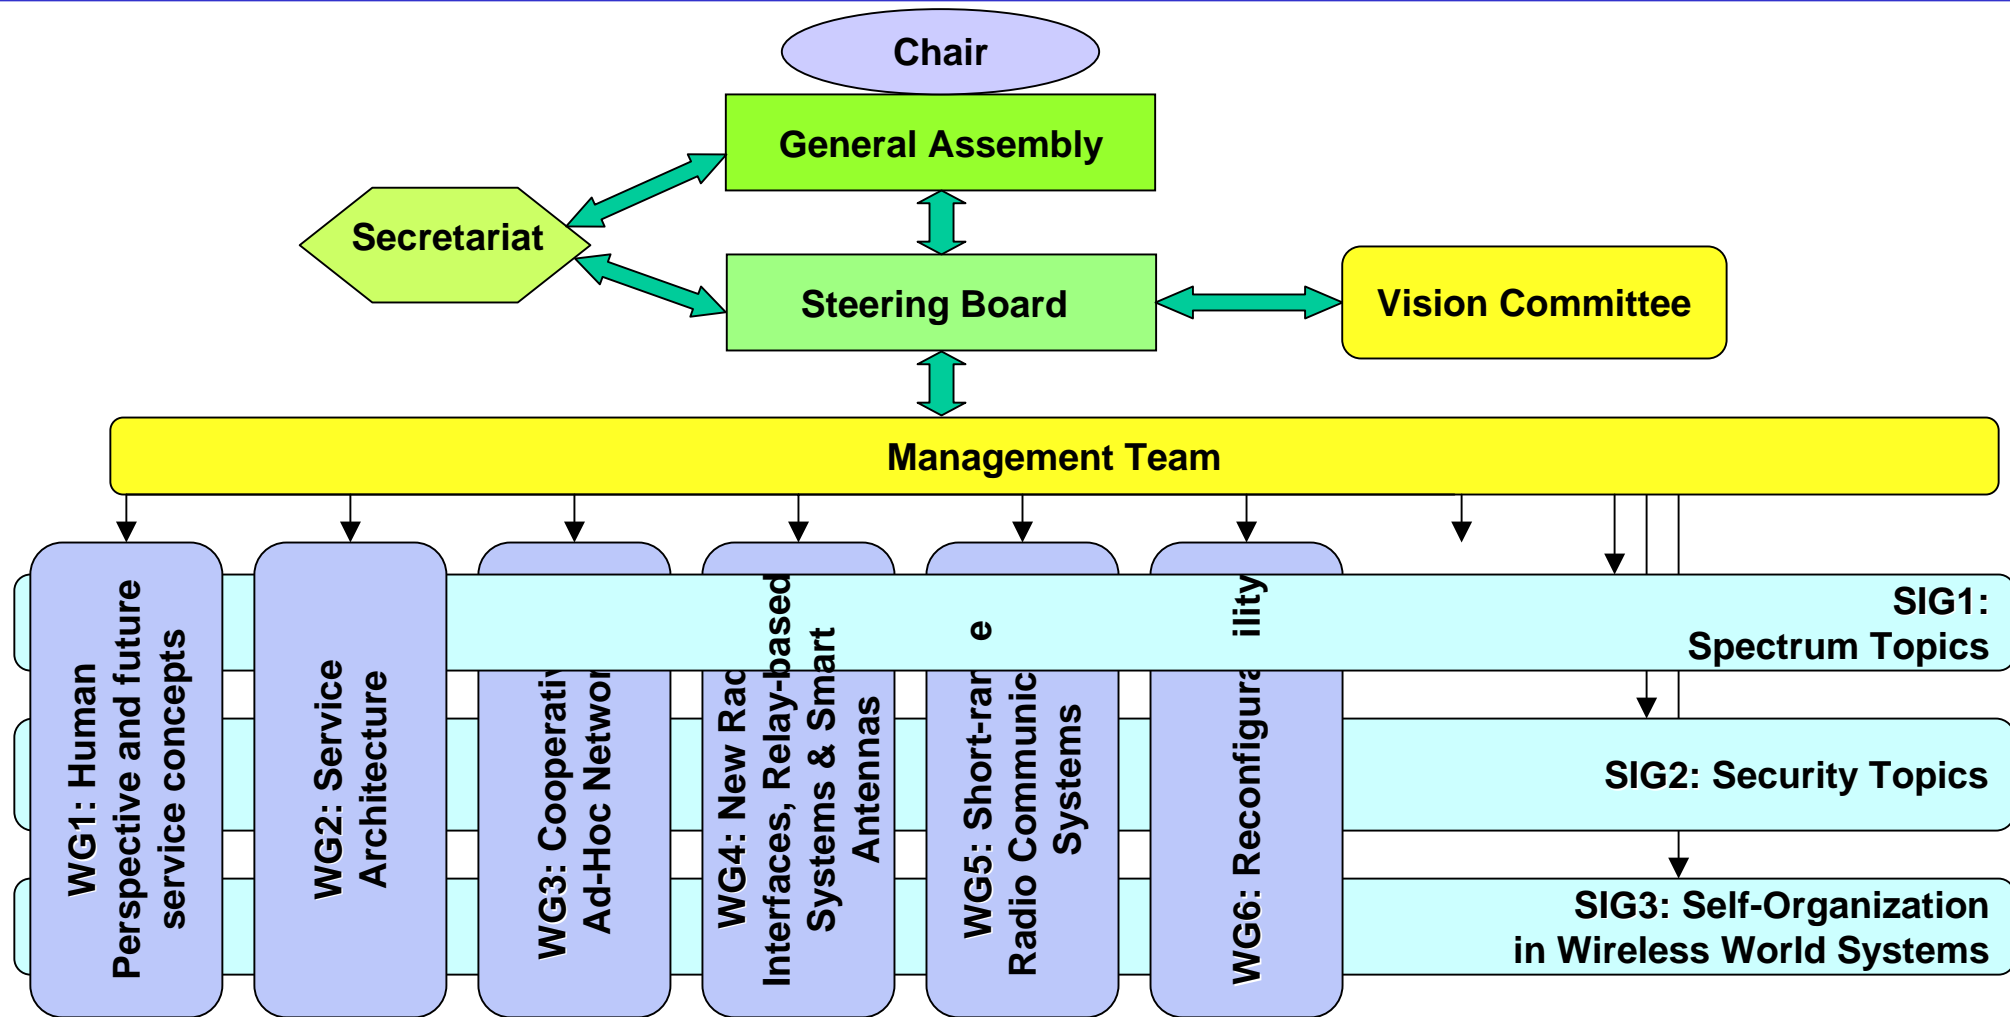 Chair
General Assembly
Secretariat
Steering Board
Vision Committee
Management Team
WG1: Human
Perspective and future
service concepts
WG2: Service
Architecture
WG3: Cooperativ
Ad-Hoc Networ
WG4: New Rad
Interfaces, Relay-based
Systems & Smart
Antennas
WG5: Short-ran e
Radio Communic
Systems
WG6: Reconfigura ility
SIG1:
Spectrum Topics
SIG2: Security Topics
SIG3: Self-Organization
in Wireless World Systems